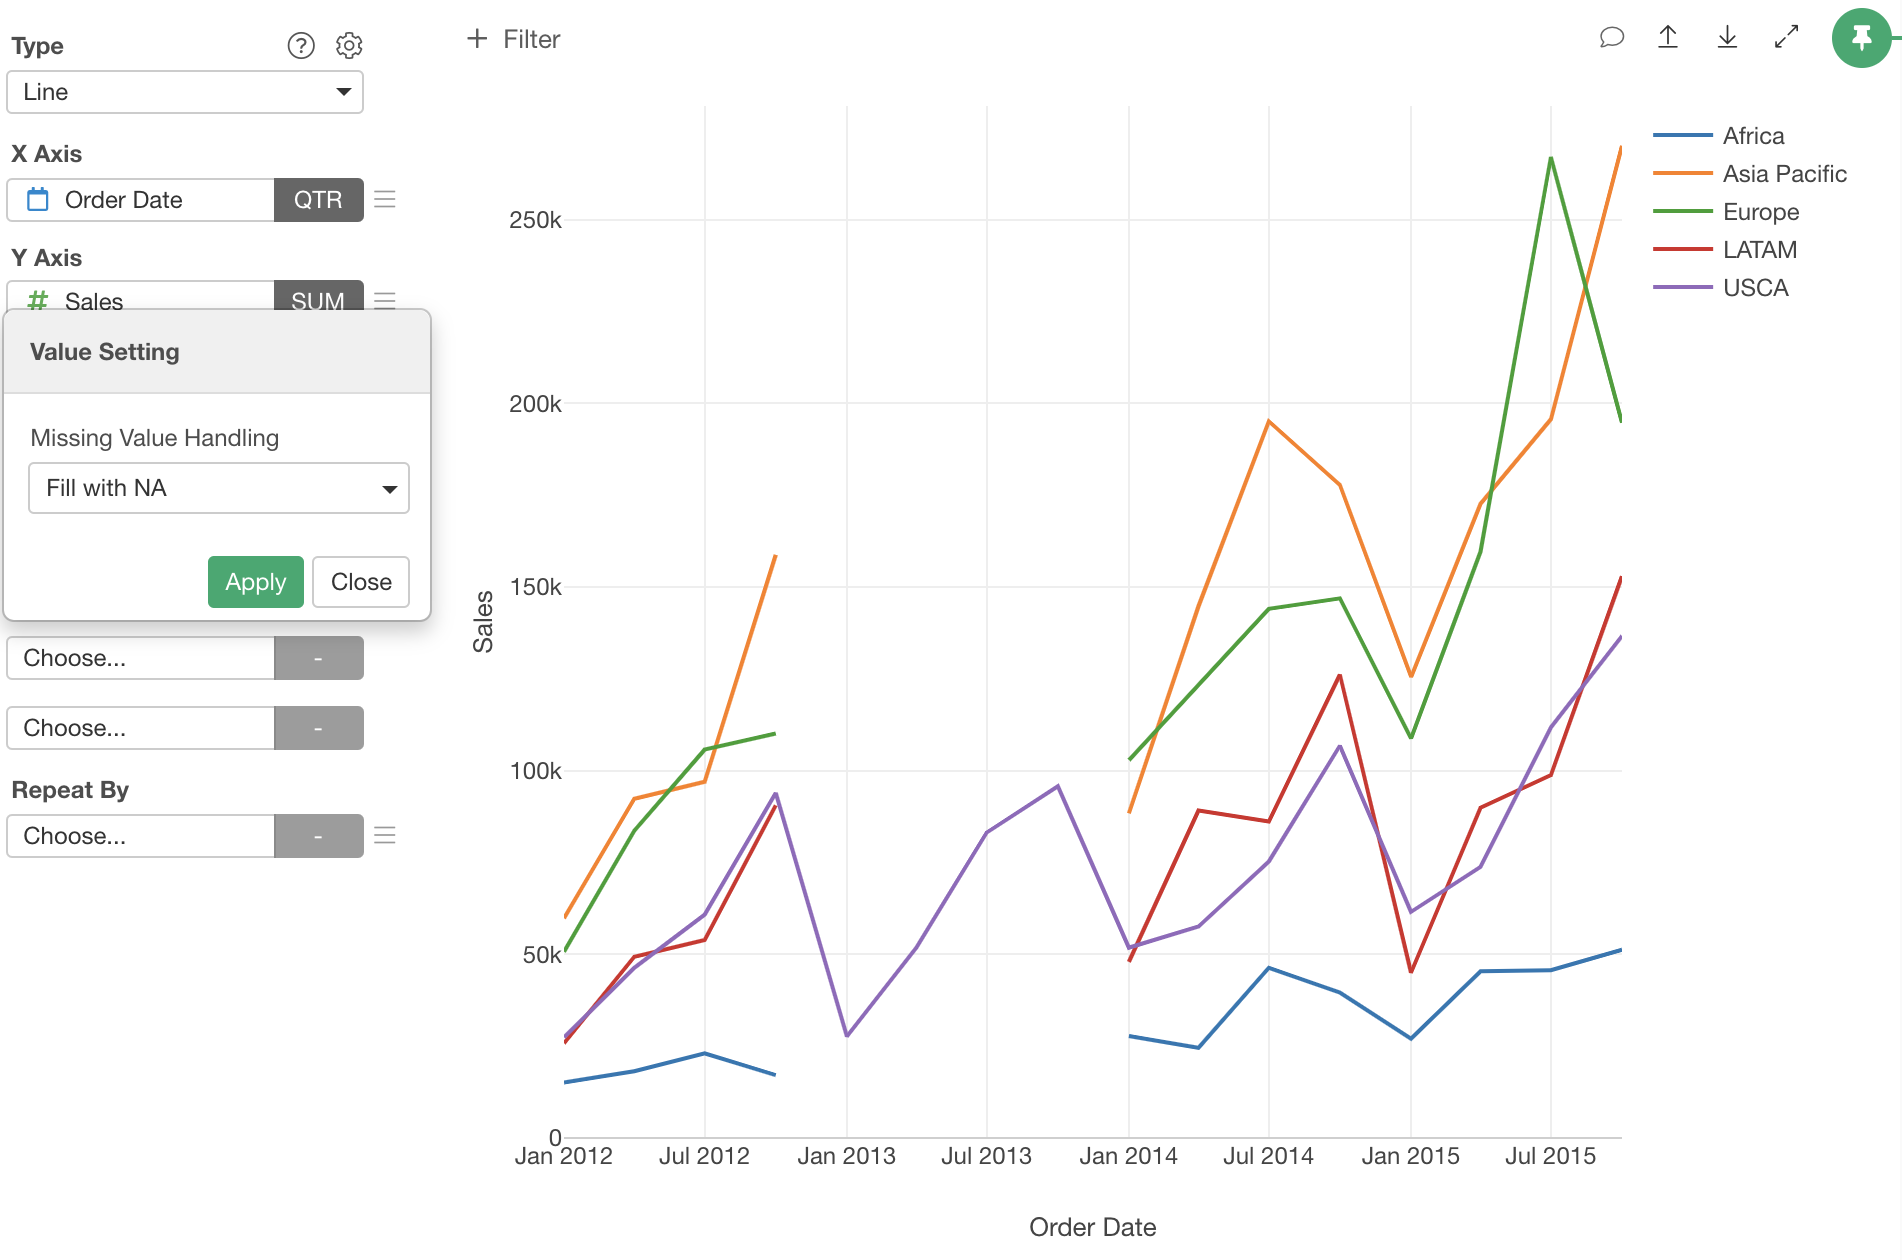 Type
?
Line
X Axis
Order Date QTR
Y Axis
# Sales SUM
Value Setting
Missing Value Handling
Fill with NA
Apply Close
Choose... -
Choose... -
Repeat By
Choose... -
+ Filter
Africa
Asia Pacific
Europe
LATAM
USCA
Sales
250k
200k
150k
100k
50k
0
Jan 2012 Jul 2012 Jan 2013 Jul 2013 Jan 2014 Jul 2014 Jan 2015 Jul 2015
Order Date